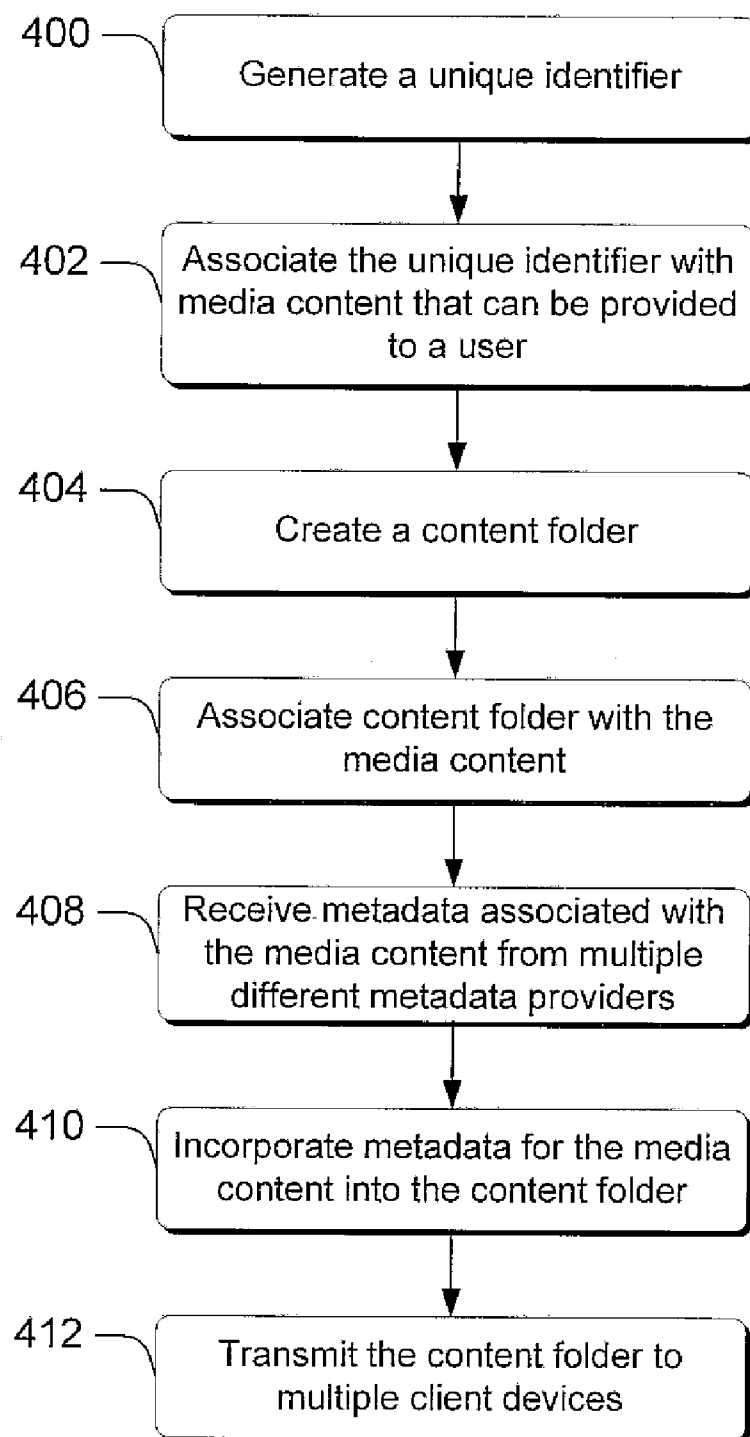 400
Generate a unique identifier
402
Associate the unique identifier with
media content that can be provided
to a user
404
Create a content folder
406
Associate content folder with the
media content
408
Receive metadata associated with
the media content from multiple
different metadata providers
410
Incorporate metadata for the media
content into the content folder
412
Transmit the content folder to
multiple client devices